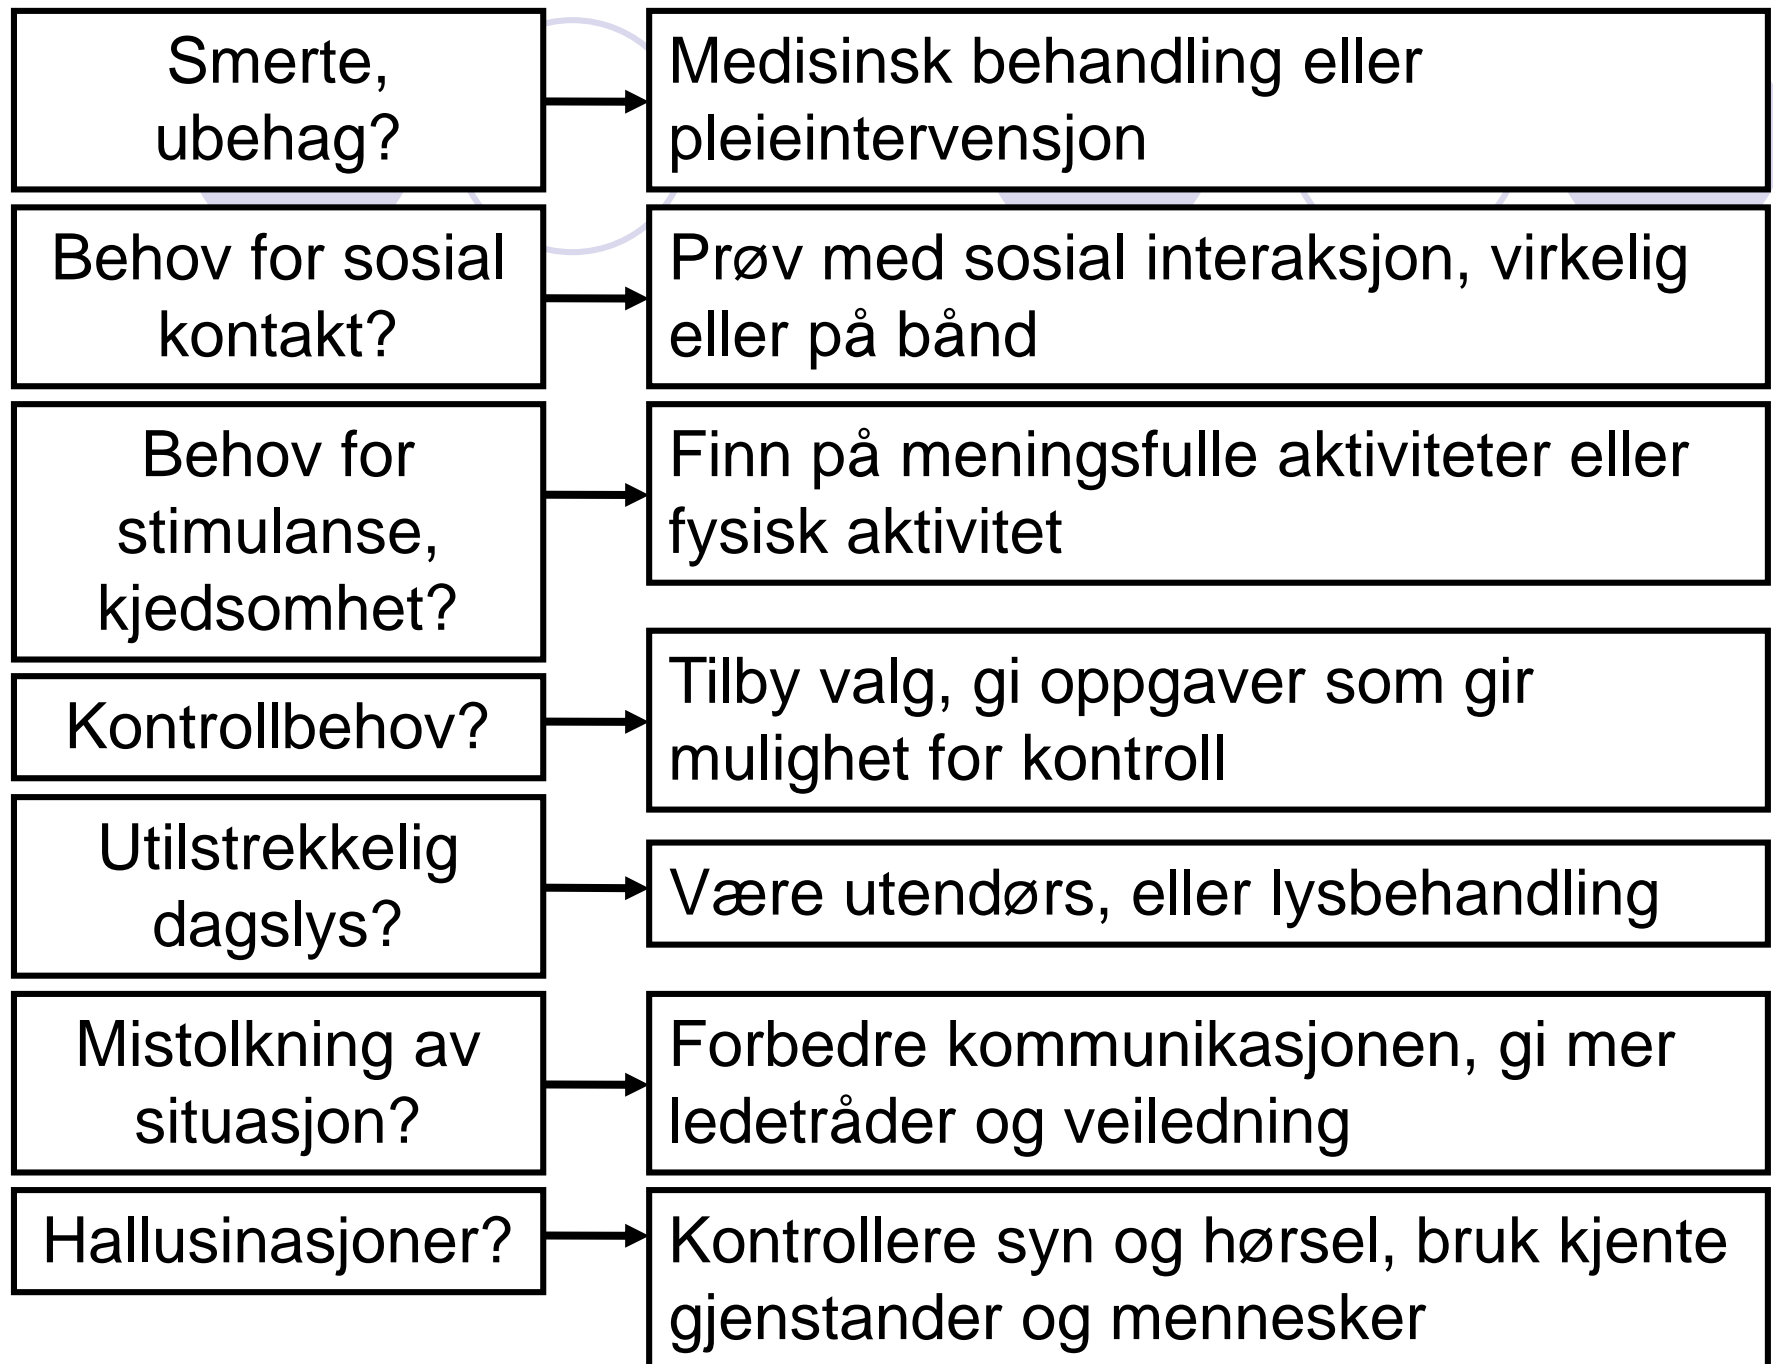 Smerte,
ubehag?
Medisinsk behandling eller
pleieintervensjon
Behov for sosial
kontakt?
Prøv med sosial interaksjon, virkelig
eller på bånd
Behov for
stimulanse,
kjedsomhet?
Finn på meningsfulle aktiviteter eller
fysisk aktivitet
Kontrollbehov?
Tilby valg, gi oppgaver som gir
mulighet for kontroll
Utilstrekkelig
dagslys?
Være utendørs, eller lysbehandling
Mistolkning av
situasjon?
Forbedre kommunikasjonen, gi mer
ledetråder og veiledning
Hallusinasjoner?
Kontrollere syn og hørsel, bruk kjente
gjenstander og mennesker